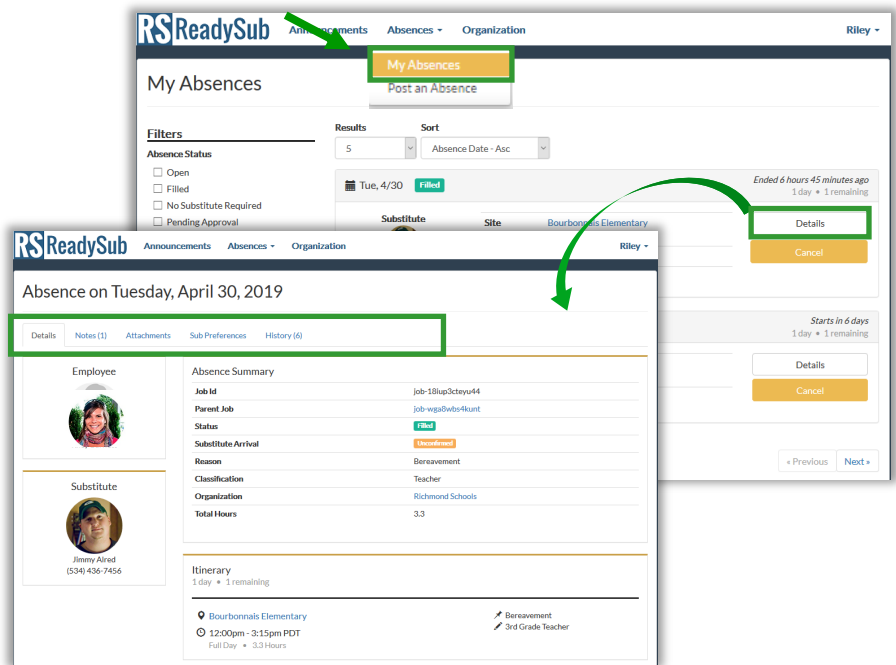 RS ReadySub Announcements Absences Organization Riley
My Absences
Post an Absence
My Absences
Filters
Absence Status
Open
Filled
No Substitute Required
Pending Approval
Results Sort
5 Absence Date - Asc
Tue, 4/30 Filled
Ended 6 hours 45 minutes ago
1 day • 1 remaining
Substitute Site Bourbonnais Elementary
Details
Cancel
Starts in 6 days
1 day • 1 remaining
Details
Cancel
« Previous Next »
RS ReadySub Announcements Absences Organization Riley
Absence on Tuesday, April 30, 2019
Details Notes (1) Attachments Sub Preferences History (6)
Employee
Substitute
Jimmy Alred
(534) 436-7456
Absence Summary
Job Id job-18iup3cteyu44
Parent Job job-wga8wbs4kunt
Status Filled
Substitute Arrival Unconfirmed
Reason Bereavement
Classification Teacher
Organization Richmond Schools
Total Hours 3.3
Itinerary
1 day • 1 remaining
Bourbonnais Elementary
12:00pm - 3:15pm PDT
Full Day • 3.3 Hours
Bereavement
3rd Grade Teacher